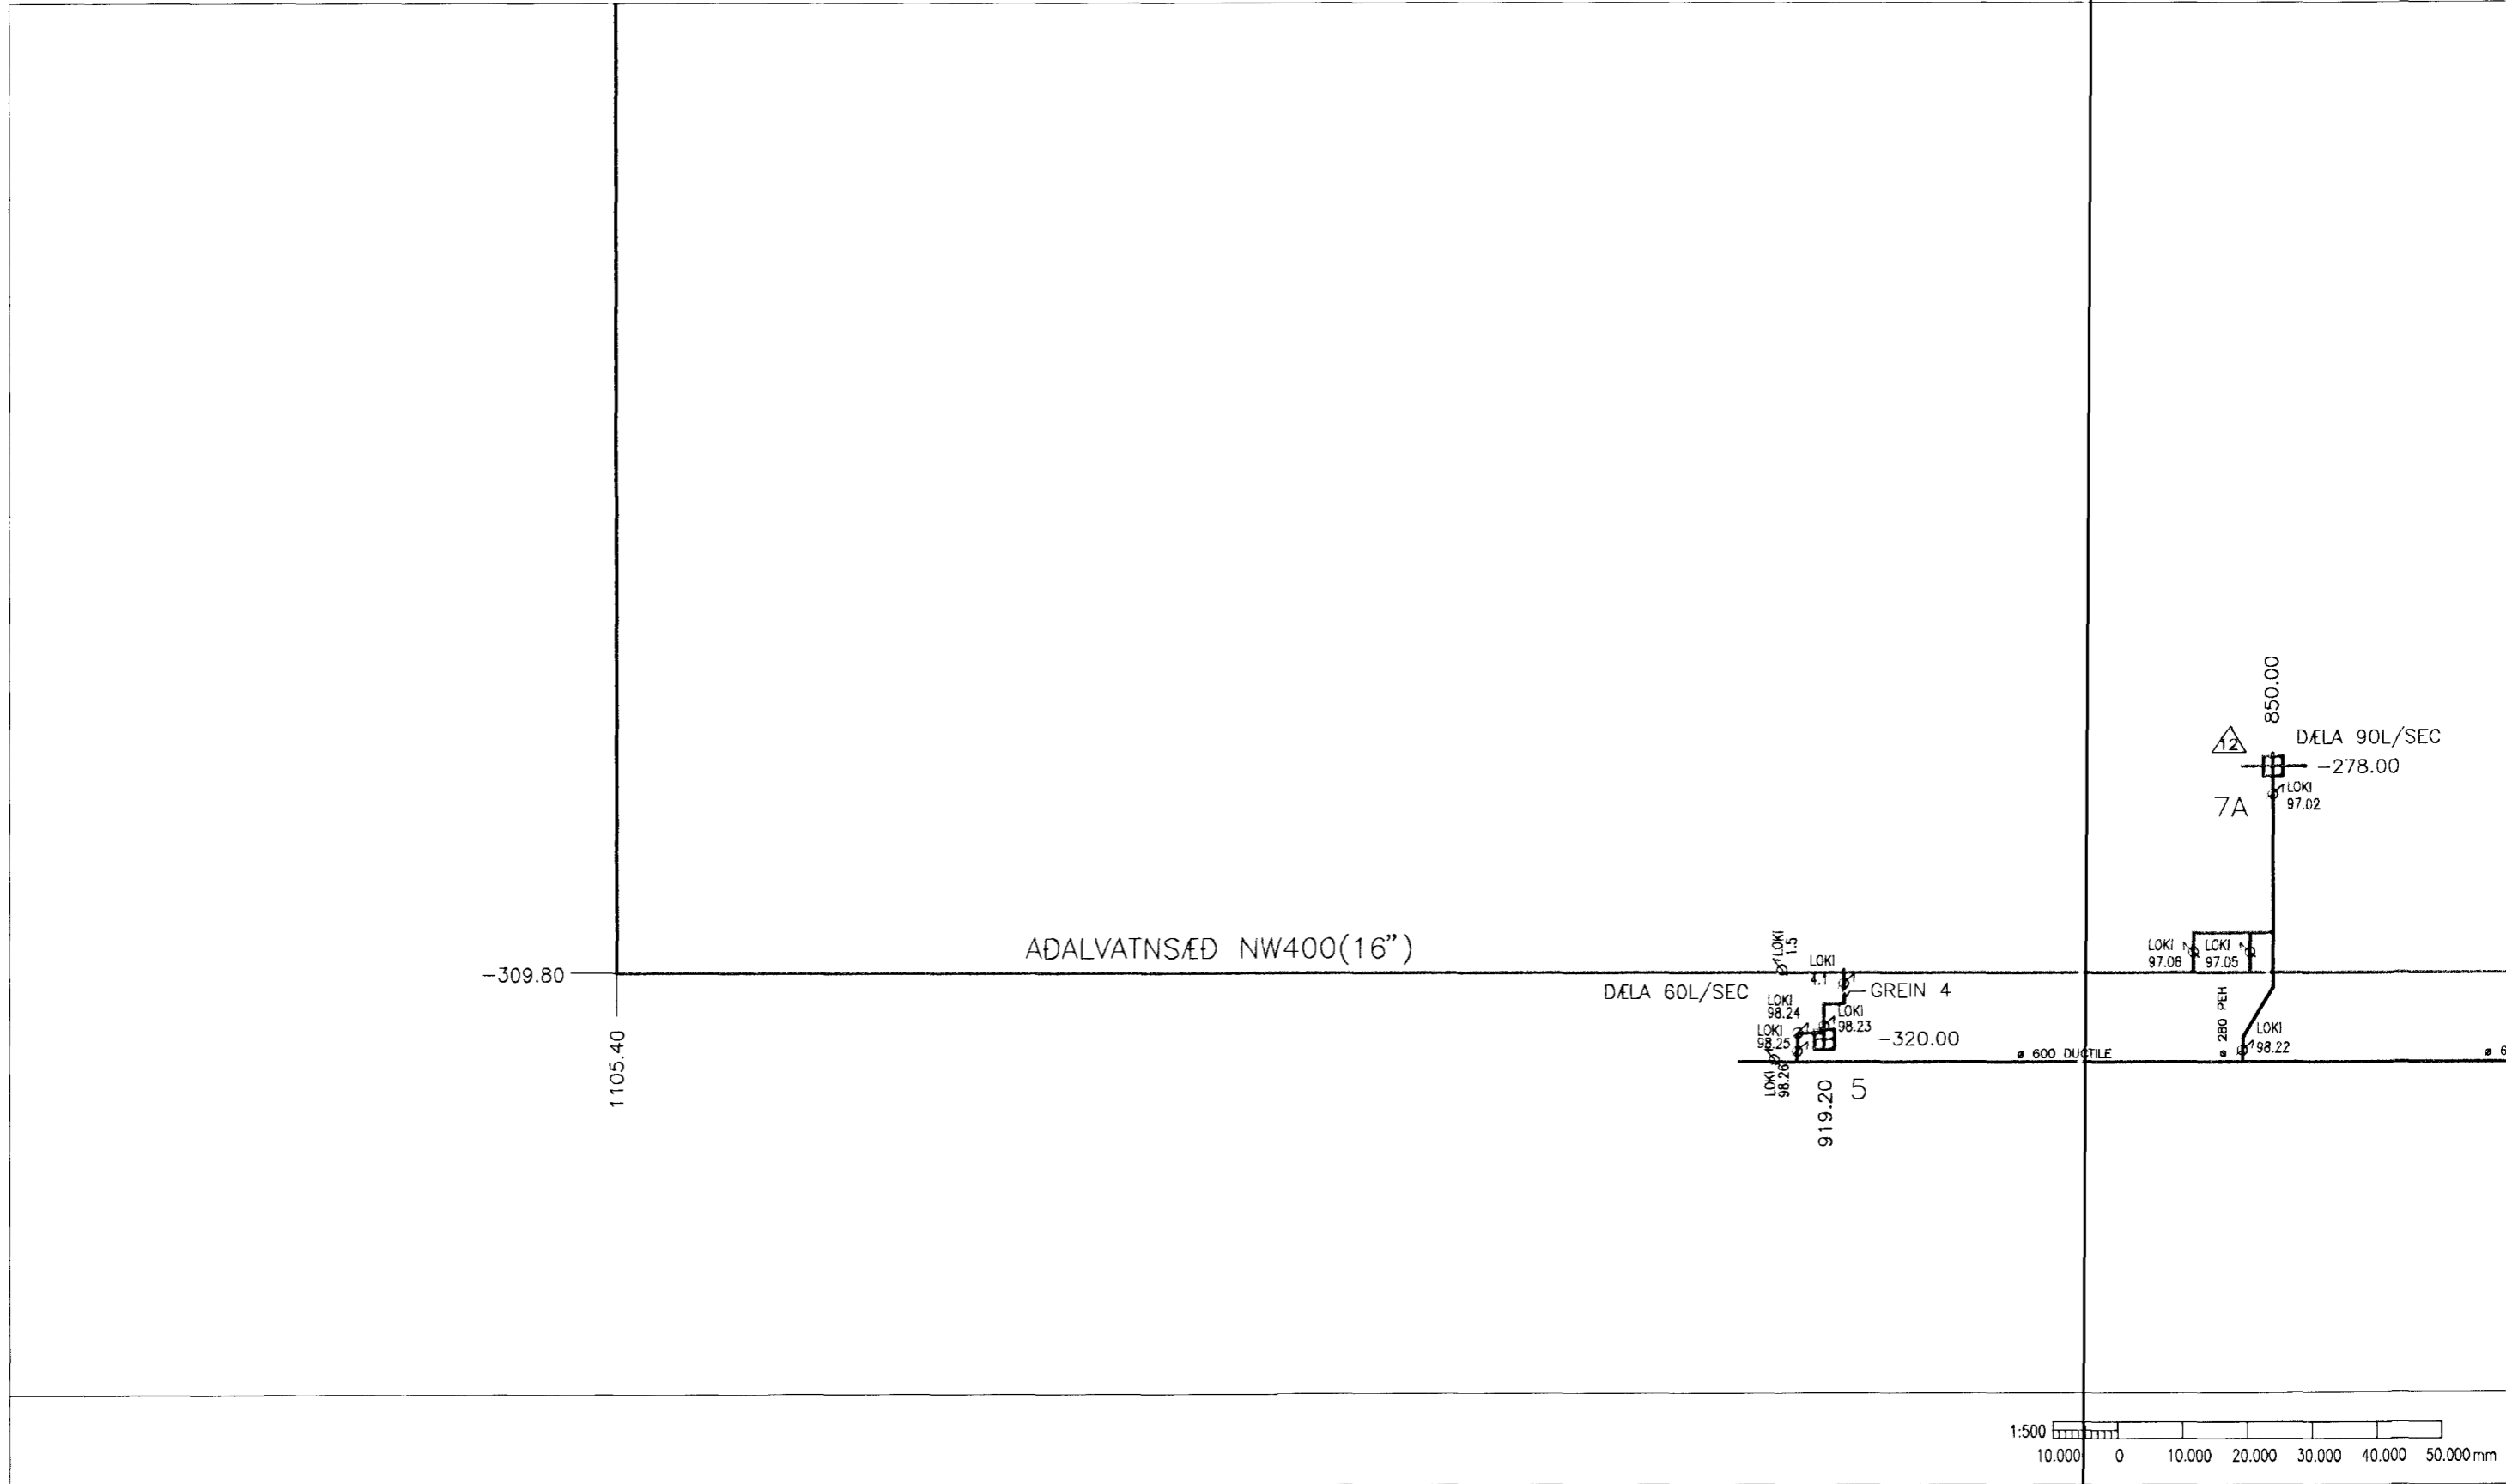 850.00
12
DÆLA 90L/SEC
-278.00
LOKI
97.02
7A
AÐALVATNSÆÐ NW400(16")
-309.80
1105.40
LOKI
1.5
LOKI
4.1
DÆLA 60L/SEC
GREIN 4
LOKI
98.24
LOKI
98.23
LOKI
98.25
-320.00
LOKI
98.26
919.20
5
ø 600 DUCTILE
LOKI
97.06
LOKI
97.05
ø 280 PEH
LOKI
98.22
ø 6
1:500
10.000 0 10.000 20.000 30.000 40.000 50.000 mm